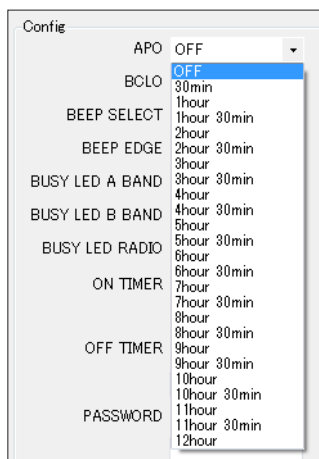 Config
APO OFF
OFF
BCLO
30min
1hour
BEEP SELECT 1hour 30min
2hour
BEEP EDGE 2hour 30min
3hour
BUSY LED A BAND 3hour 30min
4hour
BUSY LED B BAND 4hour 30min
5hour
BUSY LED RADIO 5hour 30min
6hour
6hour 30min
ON TIMER 7hour
7hour 30min
8hour
8hour 30min
OFF TIMER 9hour
9hour 30min
10hour
10hour 30min
PASSWORD 11hour
11hour 30min
12hour